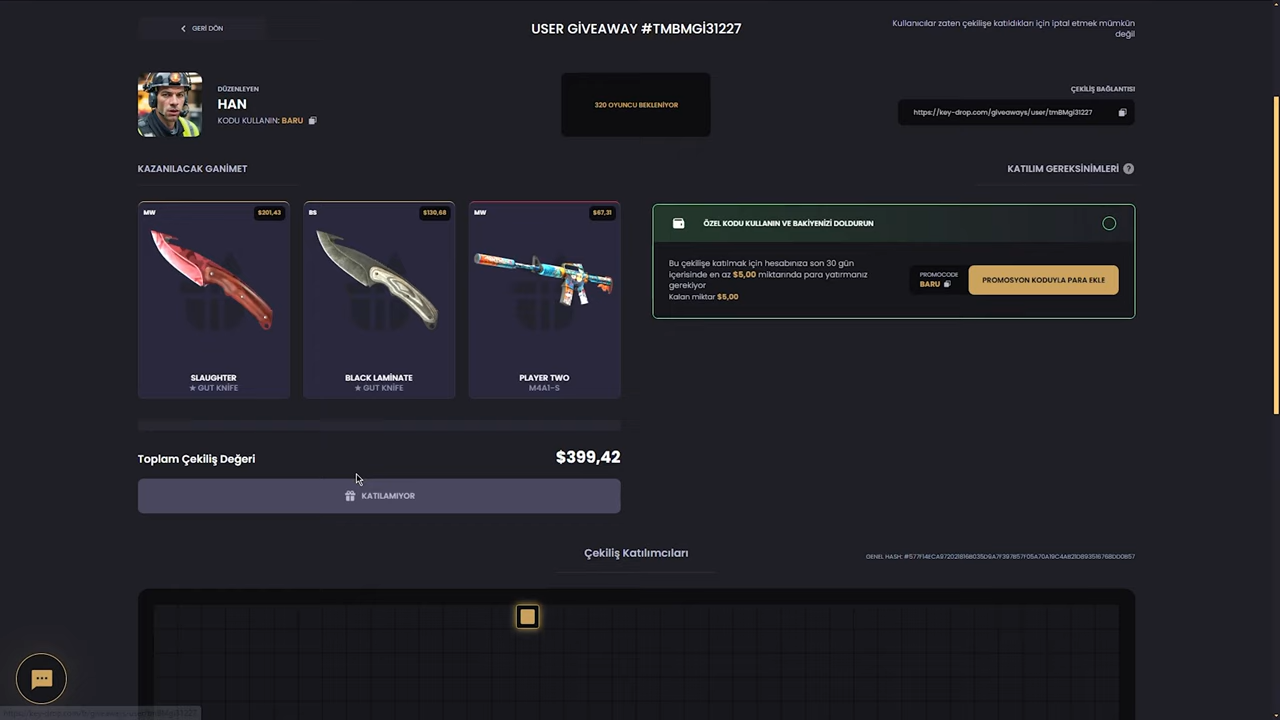 GERİ DÖN
USER GİVEAWAY #TMBMGİ31227
Kullanıcılar zaten çekilişe katıldıkları için iptal etmek mümkün
değil
DÜZENLEYEN
HAN
KODU KULLANIN: BARU
320 OYUNCU BEKLENİYOR
ÇEKİLİŞ BAĞLANTISI
https://key-drop.com/giveaways/user/tmBMgi31227
KAZANILACAK GANİMET
KATILIM GEREKSİNİMLERİ ?
MW $201,43
BS $130,68
MW $67,31
SLAUGHTER
★ GUT KNİFE
BLACK LAMİNATE
★ GUT KNİFE
PLAYER TWO
M4A1-S
ÖZEL KODU KULLANIN VE BAKİYENİZİ DOLDURUN
Bu çekilişe katılmak için hesabınıza son 30 gün
içerisinde en az $5,00 miktarında para yatırmanız
gerekiyor
Kalan miktar $5,00
PROMOCODE
BARU
PROMOSYON KODUYLA PARA EKLE
Toplam Çekiliş Değeri $399,42
KATILAMIYOR
Çekiliş Katılımcıları
GENEL HASH: